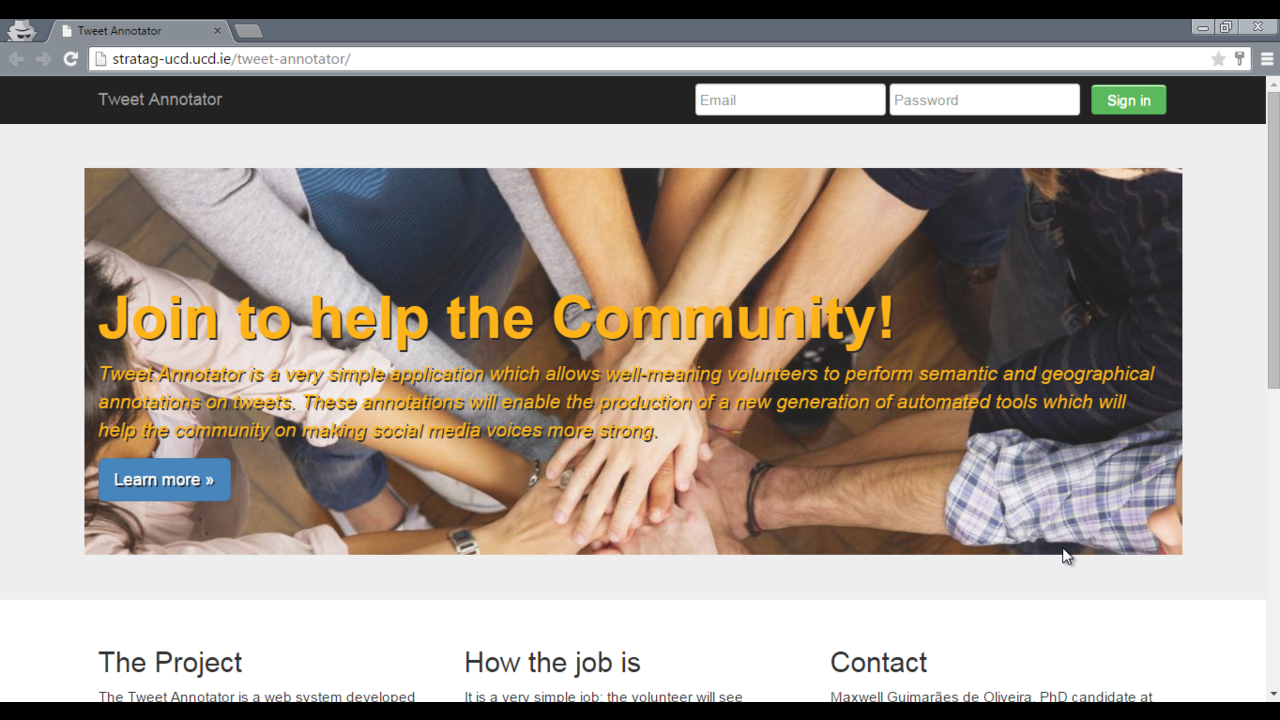 Tweet Annotator
stratag-ucd.ucd.ie/tweet-annotator/
Tweet Annotator
Email
Password
Sign in
Join to help the Community!
Tweet Annotator is a very simple application which allows well-meaning volunteers to perform semantic and geographical
annotations on tweets. These annotations will enable the production of a new generation of automated tools which will
help the community on making social media voices more strong.
Learn more »
The Project
The Tweet Annotator is a web system developed
How the job is
It is a very simple job: the volunteer will see
Contact
Maxwell Guimarães de Oliveira, PhD candidate at